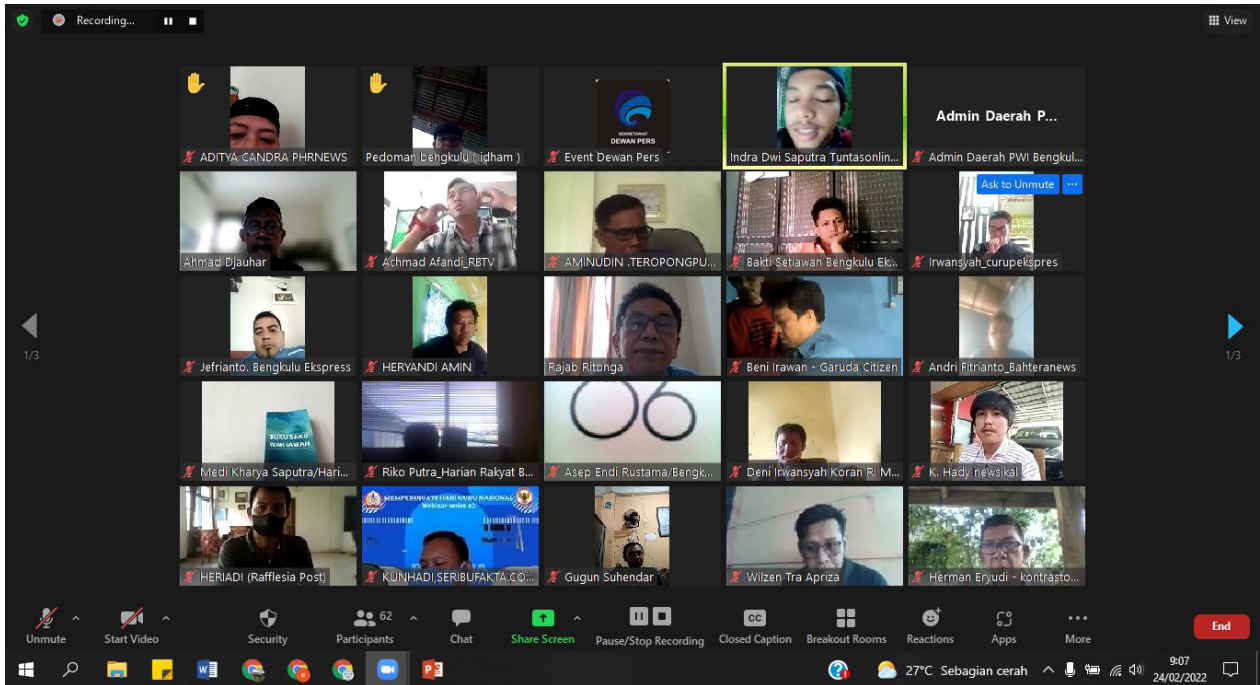 Recording...
View
ADITYA CANDRA PHRNEWS
Pedoman bengkulu ( idham )
SEKRETARIAT
DEWAN PERS
Event Dewan Pers
Indra Dwi Saputra Tuntasonlin...
Admin Daerah P...
Admin Daerah PWI Bengkul...
Ahmad Djauhar
Achmad Afandi_RBTV
AMINUDIN .TEROPONGPU...
Bakti Setiawan Bengkulu Ek...
Ask to Unmute ...
Irwansyah_curupekspres
Jefrianto. Bengkulu Ekspress
HERYANDI AMIN
Rajab Ritonga
Beni Irawan - Garuda Citizen
Andri Fitrianto_Bahteranews
1/3
1/3
BUKU SAKU
WARTAWAN
Medi Kharya Saputra/Hari...
Riko Putra_Harian Rakyat B...
06
Asep Endi Rustama/Bengk...
Deni Irwansyah Koran RI M...
K. Hady newsikal
HERIADI (Rafflesia Post)
MEMPERINGATI HARI GURU NASIONAL
Webinar series #2:
KUNHADI,SERIBUFAKTA.CO...
Gugun Suhendar
Wilzen Tra Apriza
Herman Eryudi - kontrasto...
Unmute
Start Video
Security
62
Participants
Chat
Share Screen
Pause/Stop Recording
CC
Closed Caption
Breakout Rooms
Reactions
Apps
More
End
27°C Sebagian cerah
9:07
24/02/2022